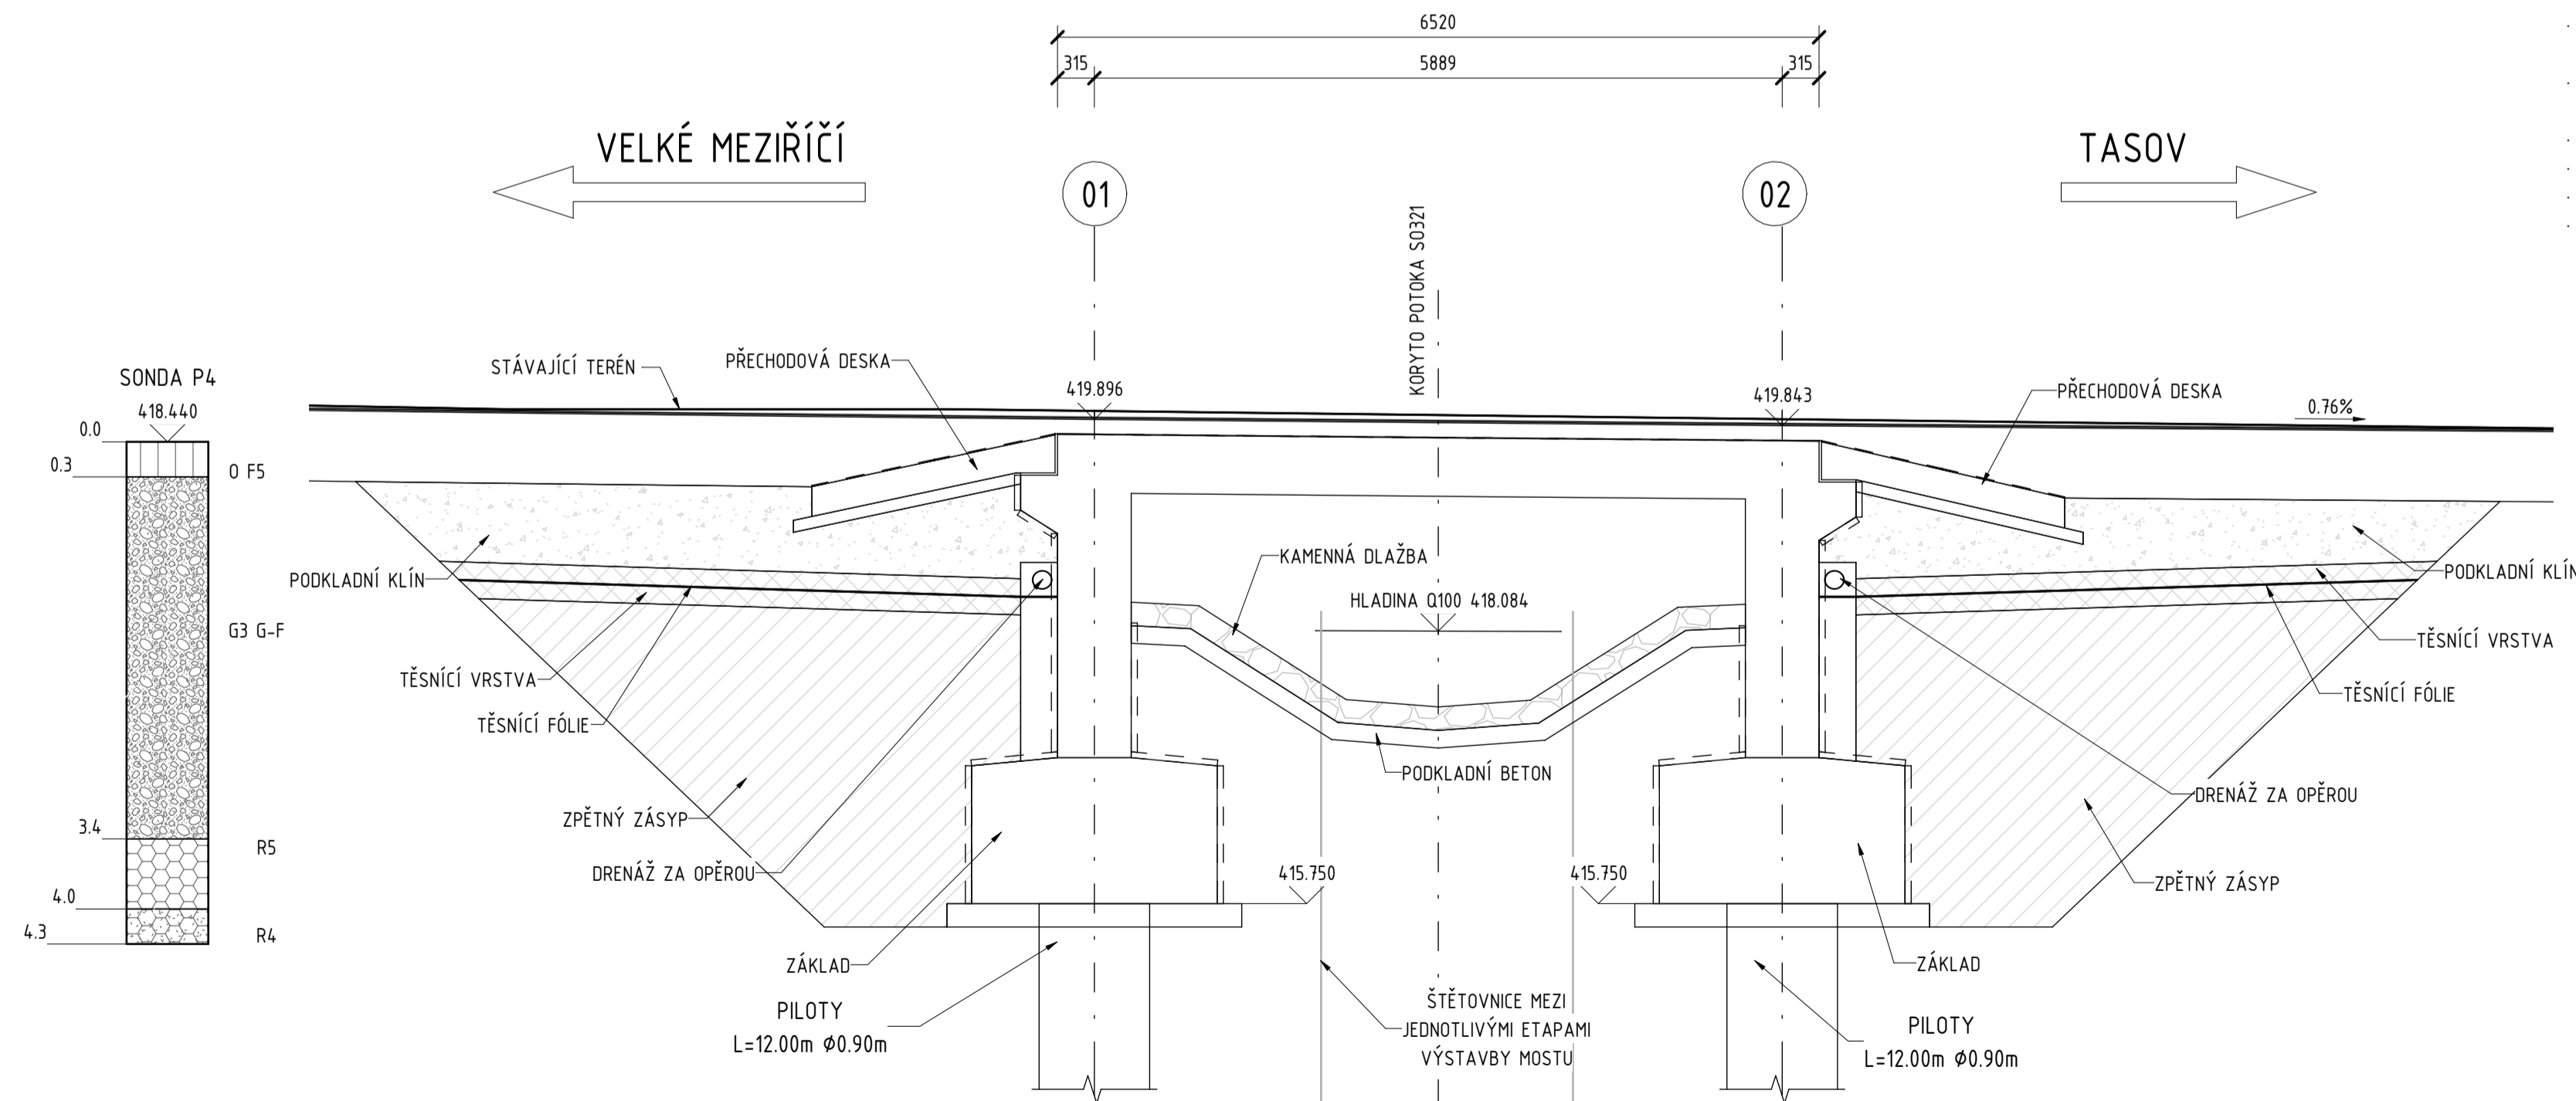 6520
315
5889
315
VELKÉ MEZIŘÍČÍ
TASOV
01
02
KORYTO POTOKA SO321
STÁVAJÍCÍ TERÉN
PŘECHODOVÁ DESKA
419.896
419.843
PŘECHODOVÁ DESKA
0.76%
SONDA P4
418.440
0.0
0.3
O F5
G3 G-F
3.4
R5
4.0
4.3
R4
PODKLADNÍ KLÍN
KAMENNÁ DLAŽBA
HLADINA Q100 418.084
PODKLADNÍ KLÍN
TĚSNÍCÍ VRSTVA
TĚSNÍCÍ VRSTVA
TĚSNÍCÍ FÓLIE
TĚSNÍCÍ FÓLIE
PODKLADNÍ BETON
DRENÁŽ ZA OPĚROU
ZPĚTNÝ ZÁSYP
DRENÁŽ ZA OPĚROU
415.750
415.750
ZPĚTNÝ ZÁSYP
ZÁKLAD
ZÁKLAD
PILOTY
L=12.00m Ø0.90m
ŠTĚTOVNICE MEZI
JEDNOTLIVÝMI ETAPAMI
VÝSTAVBY MOSTU
PILOTY
L=12.00m Ø0.90m